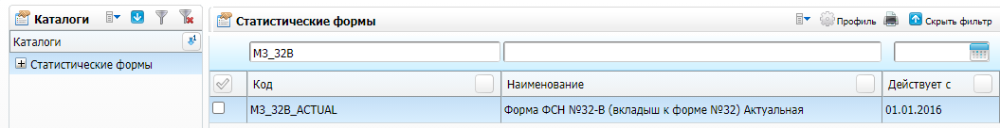 Каталоги
Каталоги
Статистические формы
Статистические формы
Профиль
Скрыть фильтр
МЗ_32В
Код
Наименование
Действует с
МЗ_32В_ACTUAL
Форма ФСН №32-В (вкладыш к форме №32) Актуальная
01.01.2016